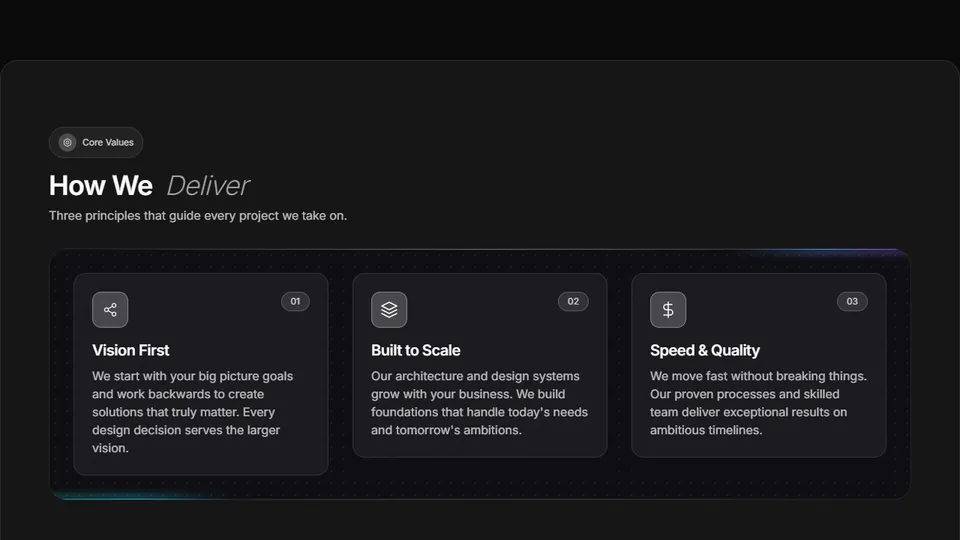 Core Values
How We Deliver
Three principles that guide every project we take on.
01
Vision First
We start with your big picture goals
and work backwards to create
solutions that truly matter. Every
design decision serves the larger
vision.
02
Built to Scale
Our architecture and design systems
grow with your business. We build
foundations that handle today's needs
and tomorrow's ambitions.
03
Speed & Quality
We move fast without breaking things.
Our proven processes and skilled
team deliver exceptional results on
ambitious timelines.